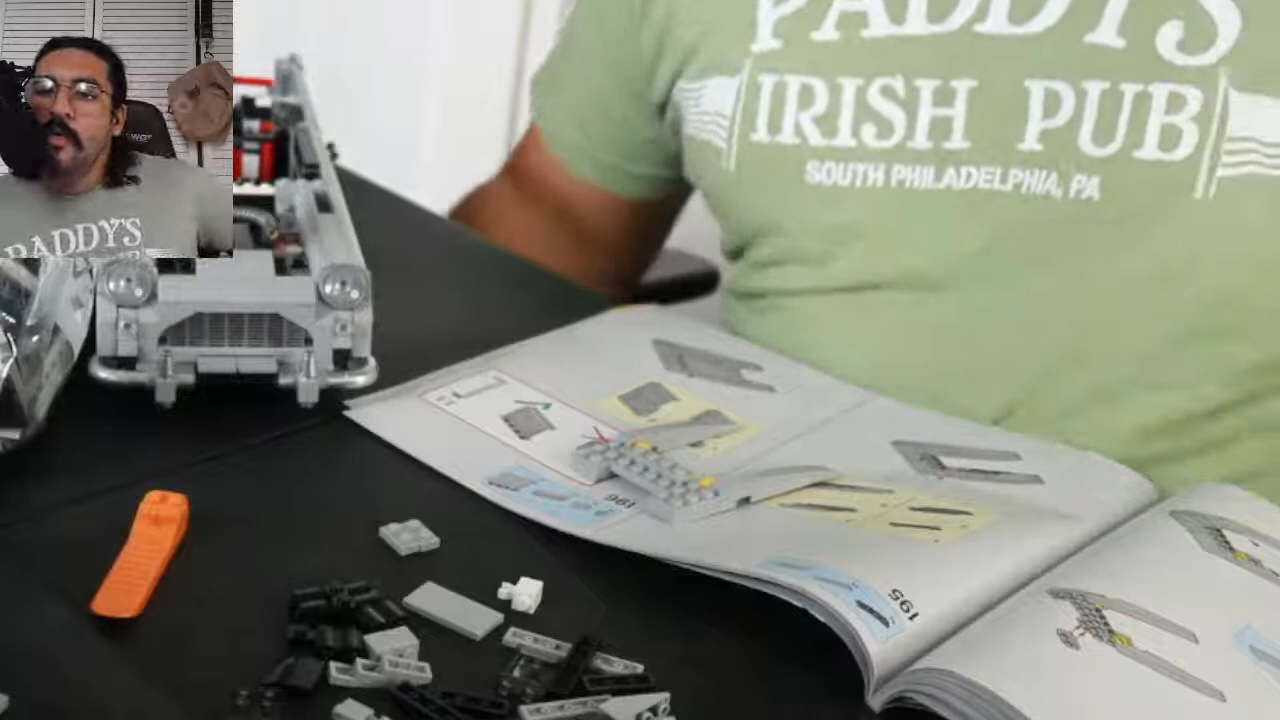 PADDY'S
IRISH PUB
SOUTH PHILADELPHIA, PA
PADDY'S
196
195